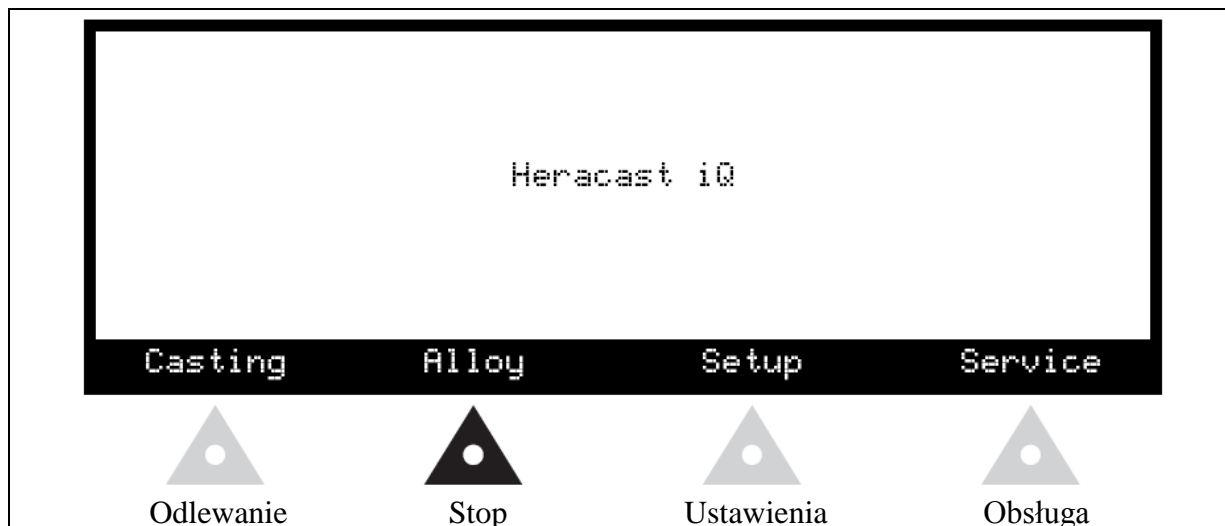 Heracast iQ
Casting Alloy Setup Service
Odlewanie Stop Ustawienia Obsługa